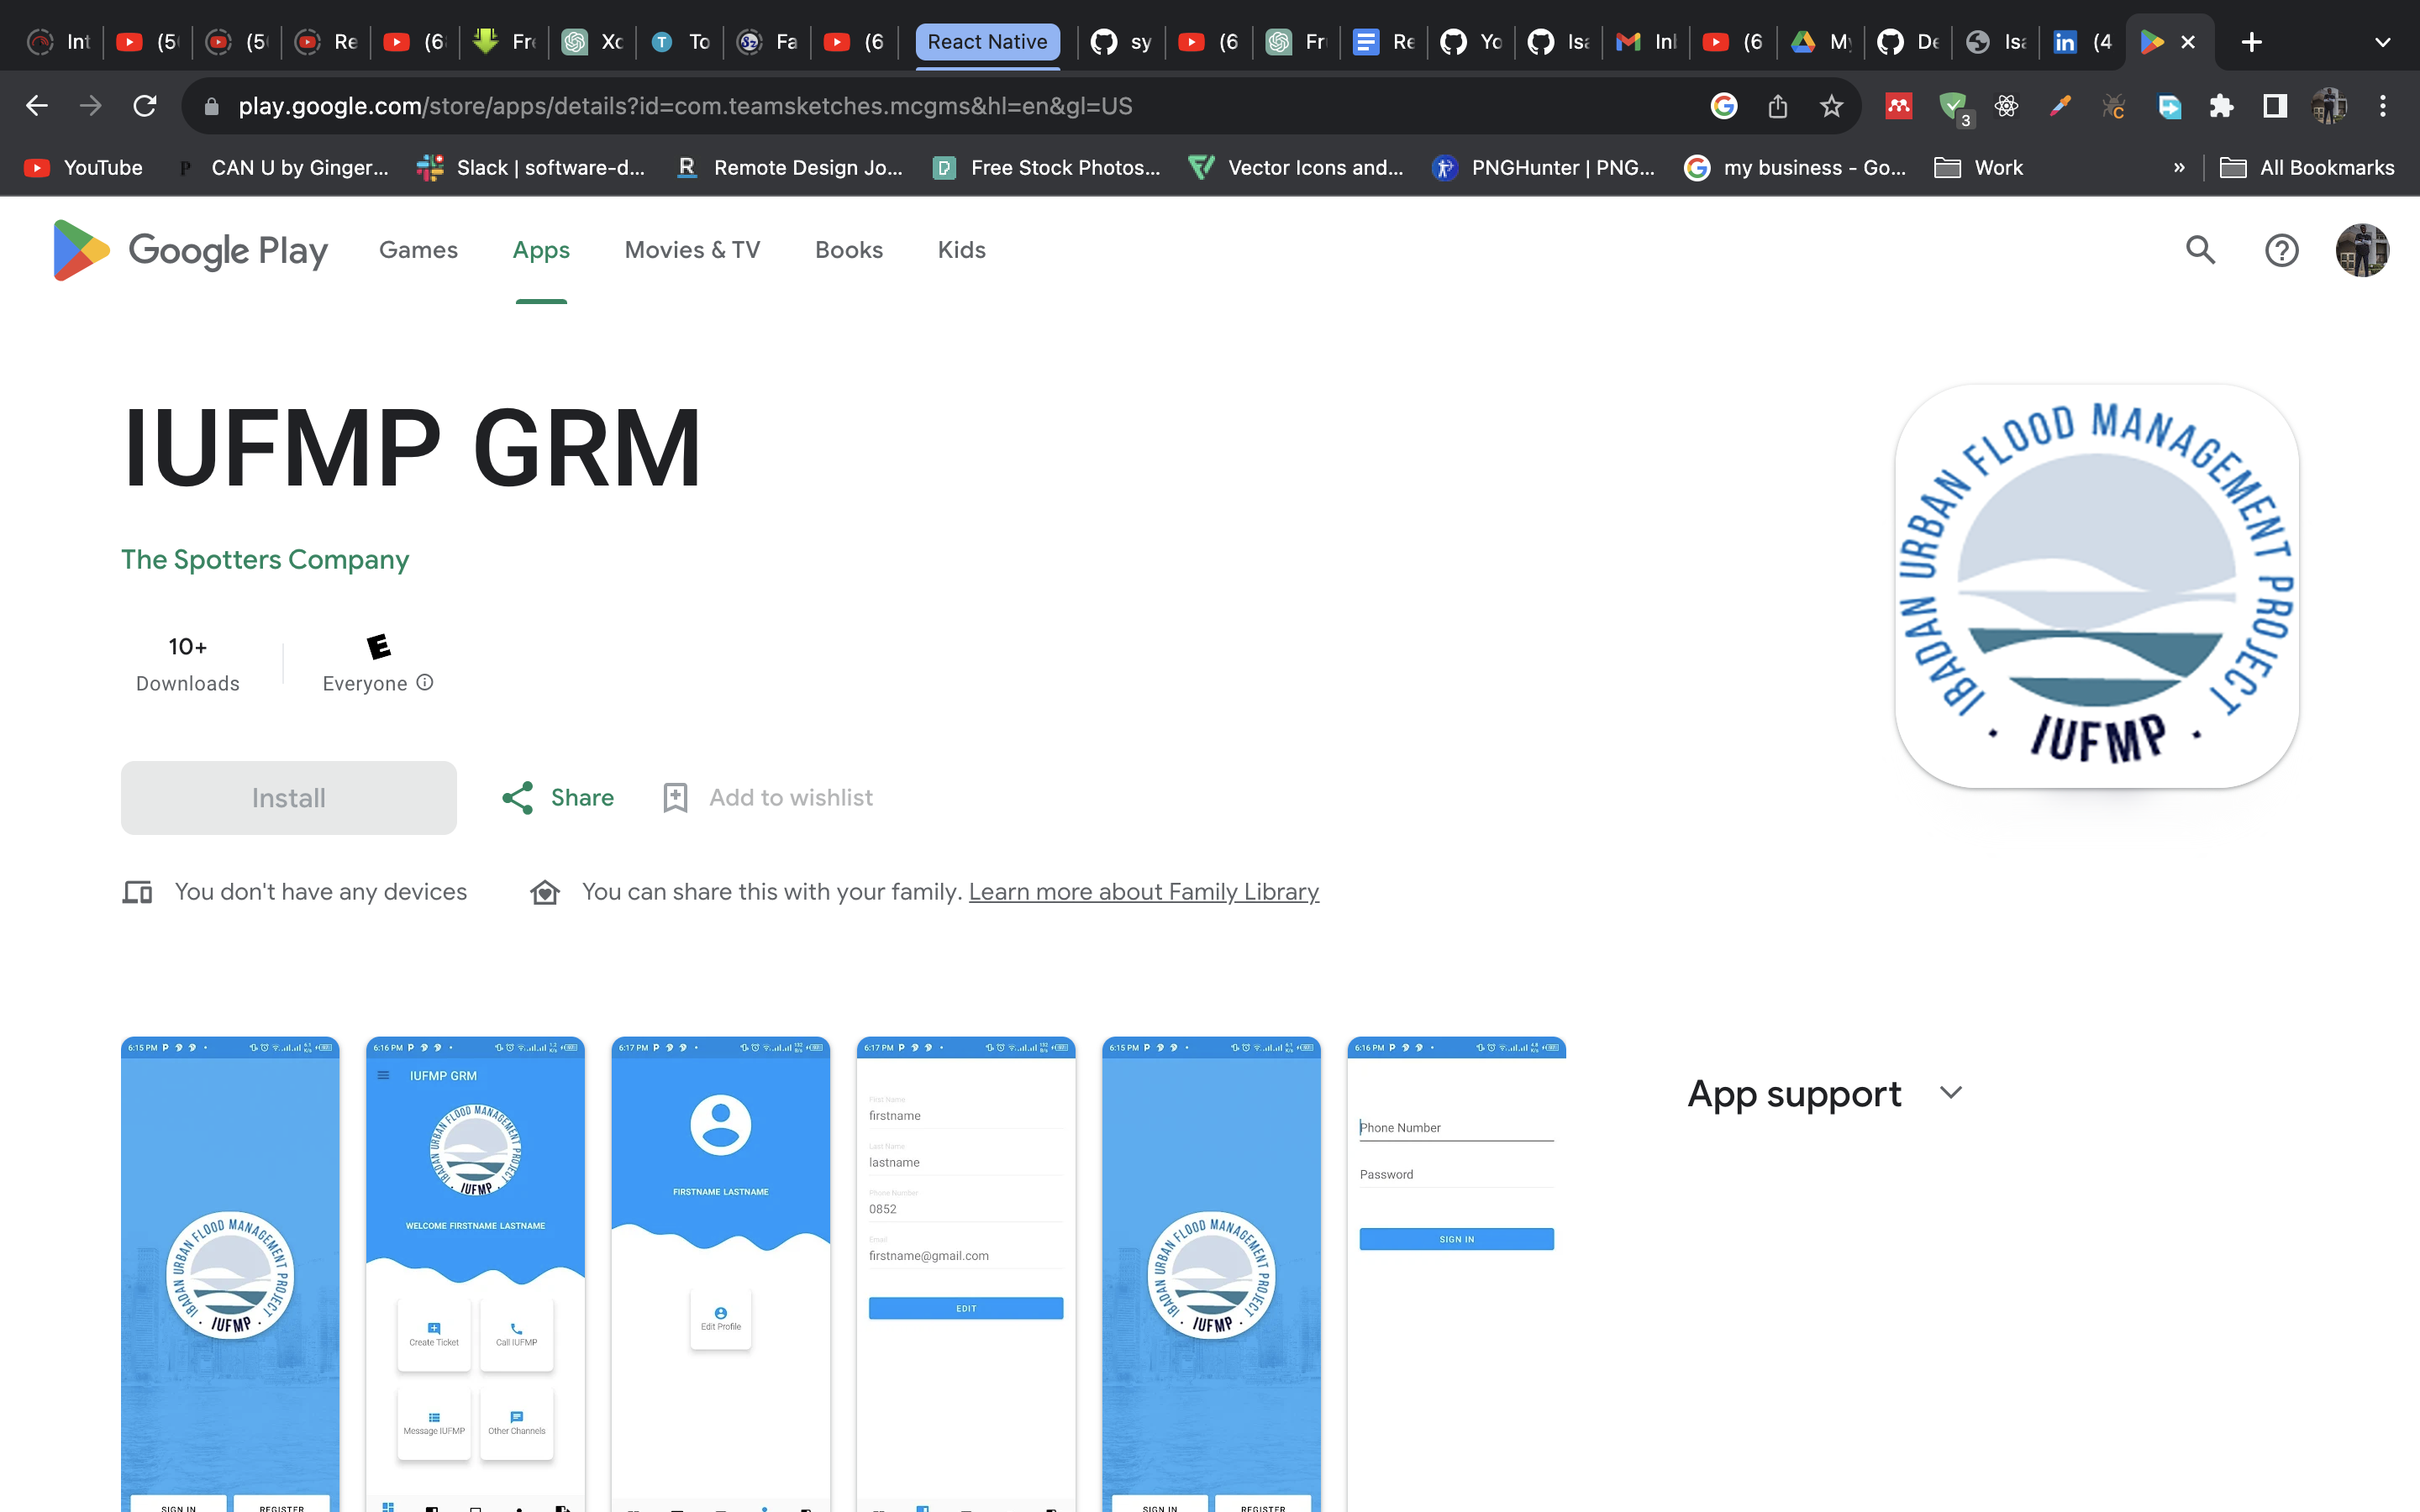 Int (5 (5 Re (6 Fre Xc To Fa (6 React Native sy (6 Fr Re Yo Isa Inl (6 My De Isa (4
play.google.com/store/apps/details?id=com.teamsketches.mcgms&hl=en&gl=US
3
YouTube CAN U by Ginger... Slack | software-d... Remote Design Jo... Free Stock Photos... Vector Icons and... PNGHunter | PNG... my business - Go... Work » All Bookmarks
Google Play Games Apps Movies & TV Books Kids
IUFMP GRM
The Spotters Company
10+
Downloads
Everyone
IBADAN URBAN FLOOD MANAGEMENT PROJECT
· IUFMP ·
Install Share Add to wishlist
You don't have any devices You can share this with your family. Learn more about Family Library
6:15 PM
IBADAN URBAN FLOOD MANAGEMENT PROJECT
· IUFMP ·
SIGN IN REGISTER
6:16 PM
IUFMP GRM
IBADAN URBAN FLOOD MANAGEMENT PROJECT
· IUFMP ·
WELCOME FIRSTNAME LASTNAME
Create Ticket Call IUFMP
Message IUFMP Other Channels
6:17 PM
FIRSTNAME LASTNAME
Edit Profile
6:17 PM
First Name
firstname
Last Name
lastname
Phone Number
0852
Email
firstname@gmail.com
EDIT
6:15 PM
IBADAN URBAN FLOOD MANAGEMENT PROJECT
· IUFMP ·
SIGN IN REGISTER
6:16 PM
Phone Number
Password
SIGN IN
App support